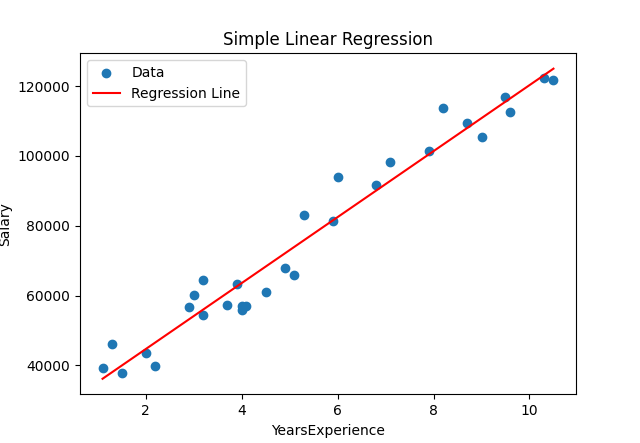 Simple Linear Regression
Data
Regression Line
120000
100000
80000
60000
40000
Salary
2 4 6 8 10
YearsExperience